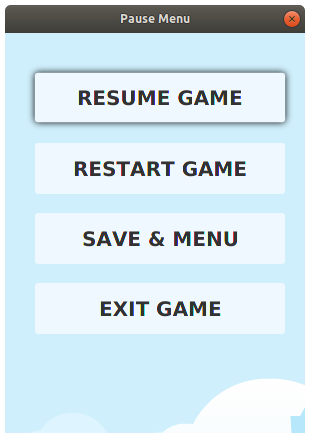 Pause Menu
RESUME GAME
RESTART GAME
SAVE & MENU
EXIT GAME